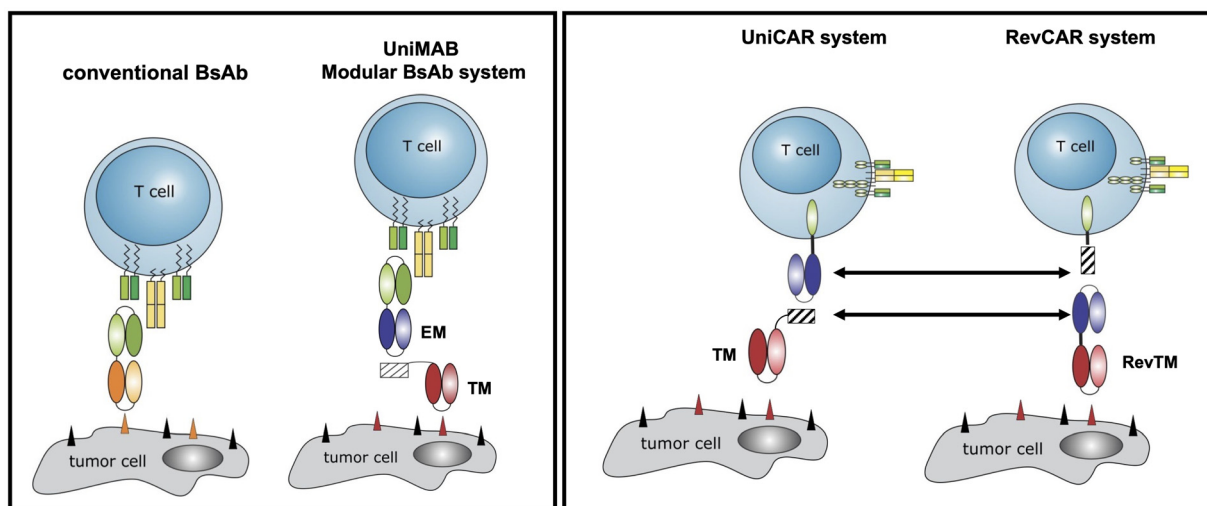 conventional BsAb
UniMAB
Modular BsAb system
T cell
T cell
EM
TM
tumor cell
tumor cell
UniCAR system
RevCAR system
T cell
T cell
TM
RevTM
tumor cell
tumor cell